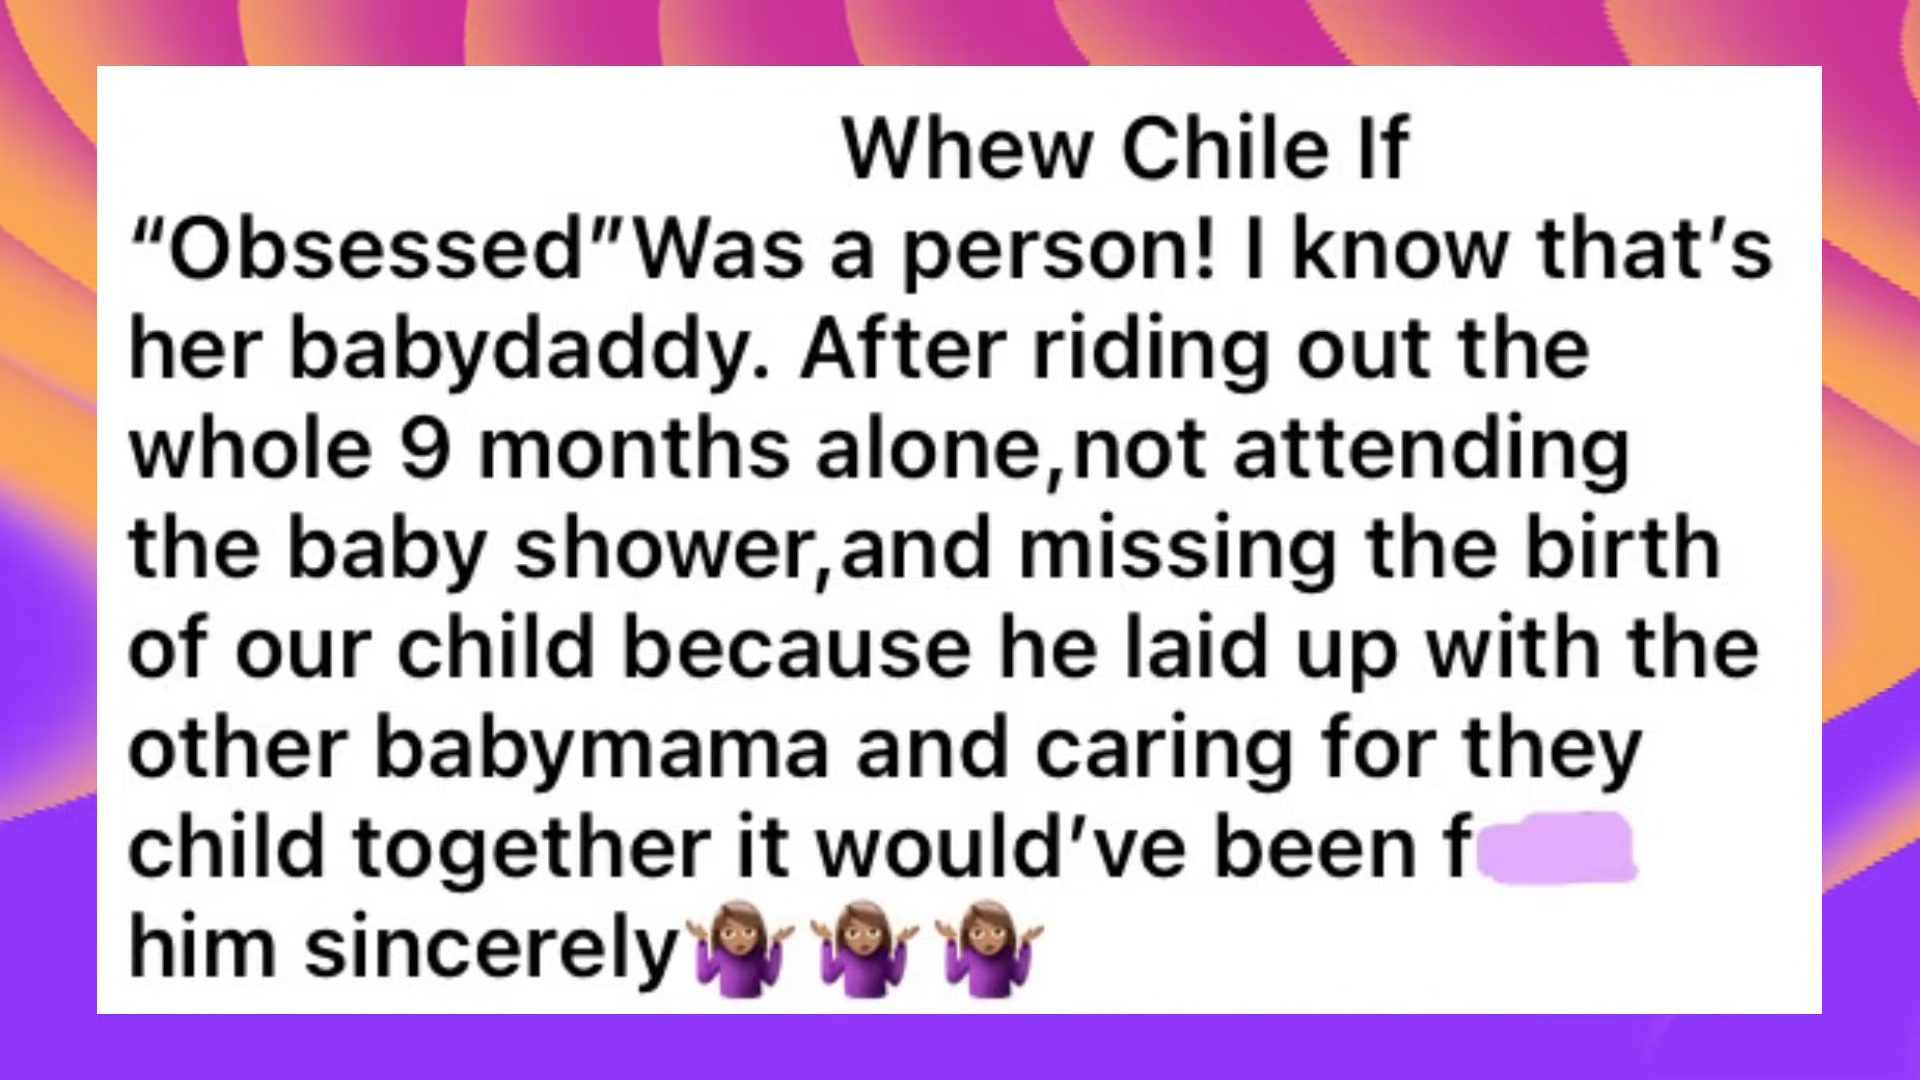 Whew Chile If
“Obsessed”Was a person! I know that’s
her babydaddy. After riding out the
whole 9 months alone,not attending
the baby shower,and missing the birth
of our child because he laid up with the
other babymama and caring for they
child together it would’ve been f
him sincerely🤷🏽‍♀️🤷🏽‍♀️🤷🏽‍♀️